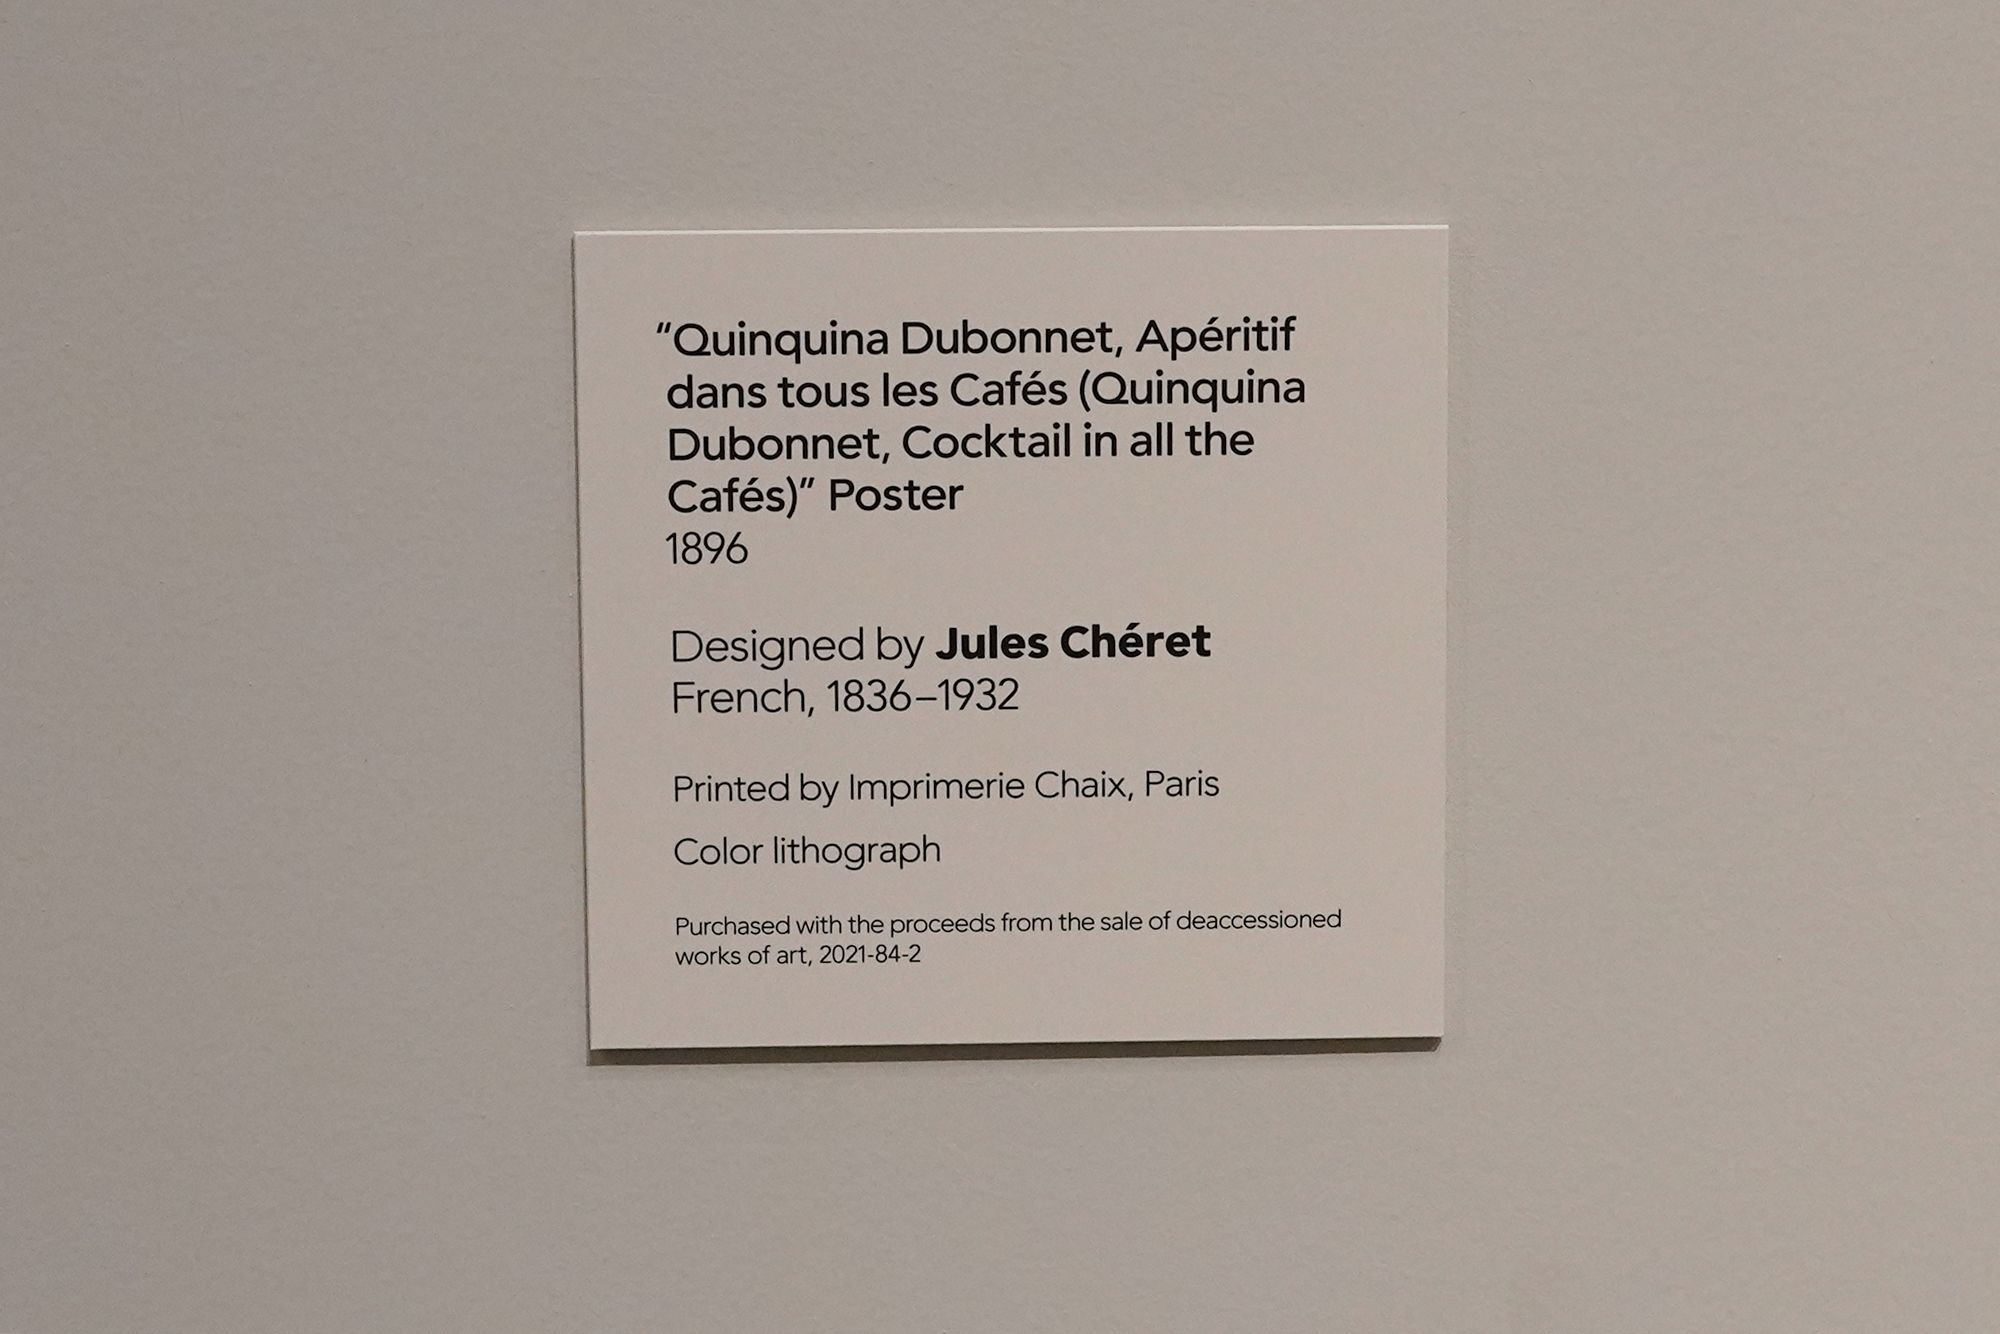 “Quinquina Dubonnet, Apéritif
dans tous les Cafés (Quinquina
Dubonnet, Cocktail in all the
Cafés)” Poster
1896
Designed by Jules Chéret
French, 1836–1932
Printed by Imprimerie Chaix, Paris
Color lithograph
Purchased with the proceeds from the sale of deaccessioned
works of art, 2021-84-2